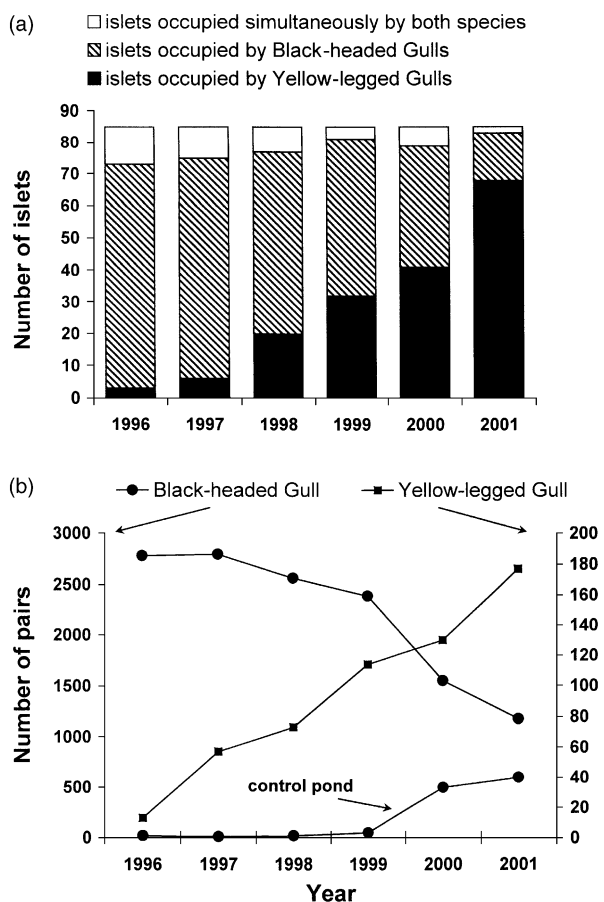 (a)
islets occupied simultaneously by both species
islets occupied by Black-headed Gulls
islets occupied by Yellow-legged Gulls
Number of islets
90
80
70
60
50
40
30
20
10
0
1996 1997 1998 1999 2000 2001
(b)
Black-headed Gull Yellow-legged Gull
Number of pairs
3000 200
180
2500 160
140
2000 120
1500 100
80
1000 60
control pond
500 40
20
0 0
1996 1997 1998 1999 2000 2001
Year